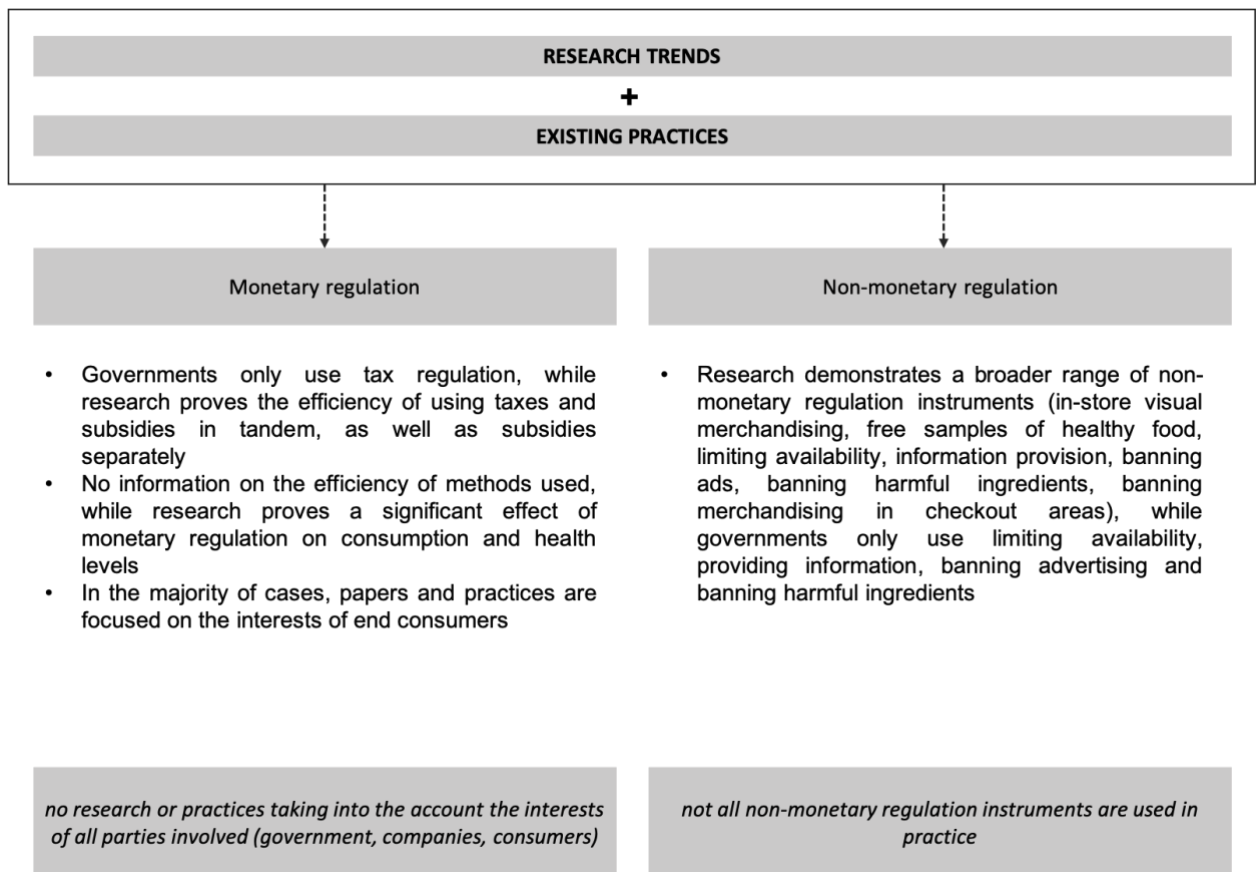 RESEARCH TRENDS
+
EXISTING PRACTICES
Monetary regulation
• Governments only use tax regulation, while
research proves the efficiency of using taxes and
subsidies in tandem, as well as subsidies
separately
• No information on the efficiency of methods used,
while research proves a significant effect of
monetary regulation on consumption and health
levels
• In the majority of cases, papers and practices are
focused on the interests of end consumers
no research or practices taking into the account the interests
of all parties involved (government, companies, consumers)
Non-monetary regulation
• Research demonstrates a broader range of non-
monetary regulation instruments (in-store visual
merchandising, free samples of healthy food,
limiting availability, information provision, banning
ads, banning harmful ingredients, banning
merchandising in checkout areas), while
governments only use limiting availability,
providing information, banning advertising and
banning harmful ingredients
not all non-monetary regulation instruments are used in
practice